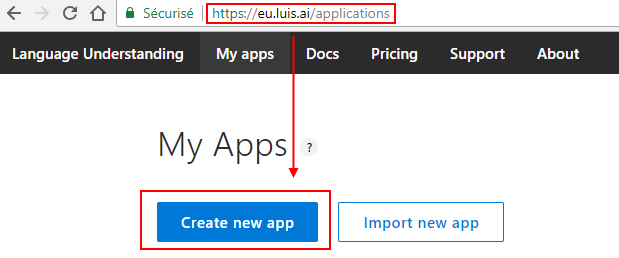 Sécurisé https://eu.luis.ai/applications
Language Understanding My apps Docs Pricing Support About
My Apps ?
Create new app Import new app